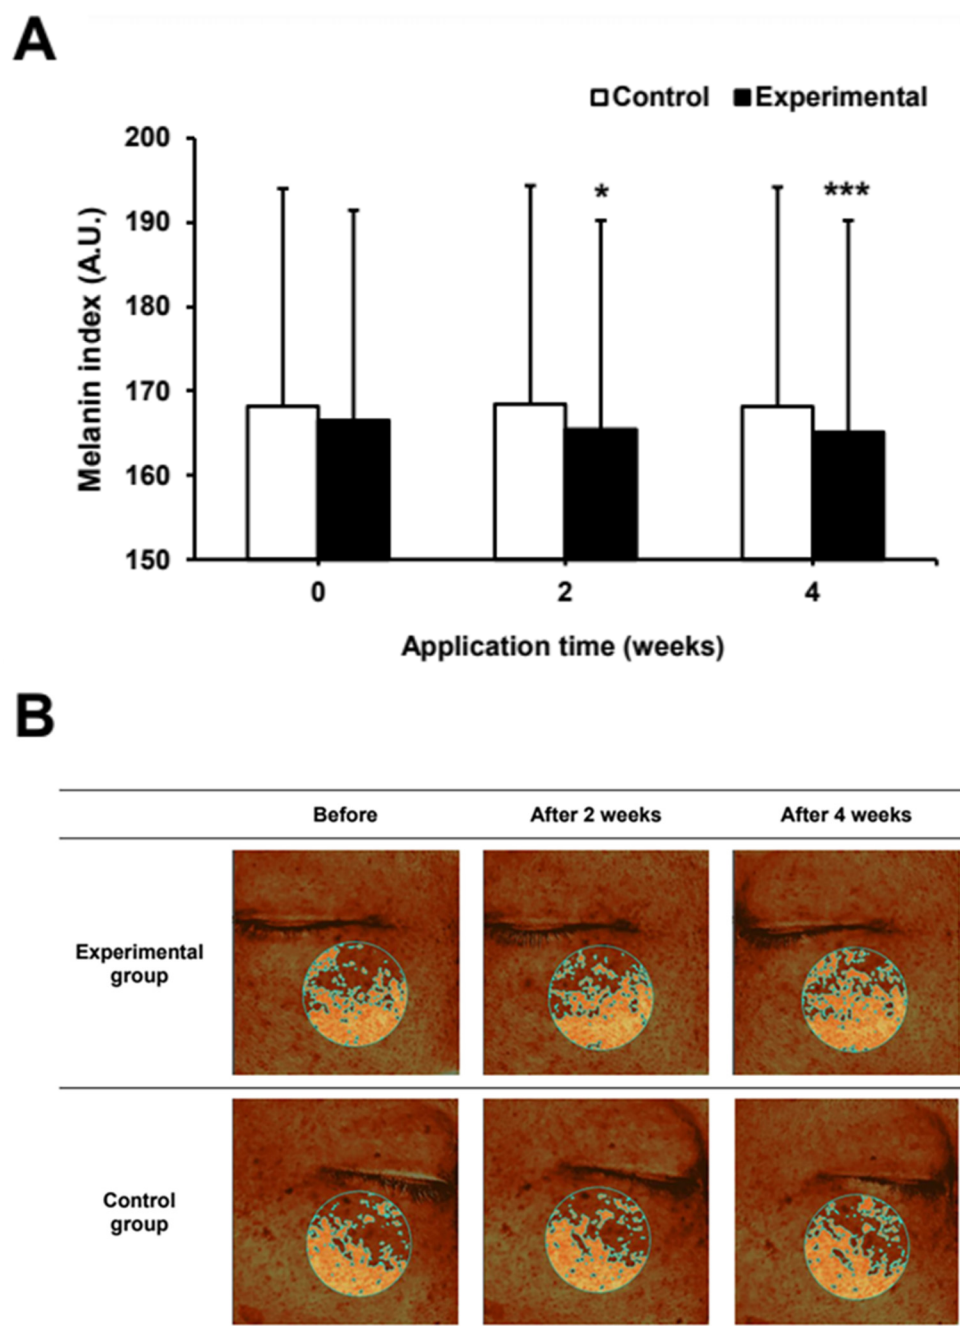 A
Control Experimental
200
190
180
170
160
150
Melanin index (A.U.)
*
***
0 2 4
Application time (weeks)
B
Before After 2 weeks After 4 weeks
Experimental
group
Control
group